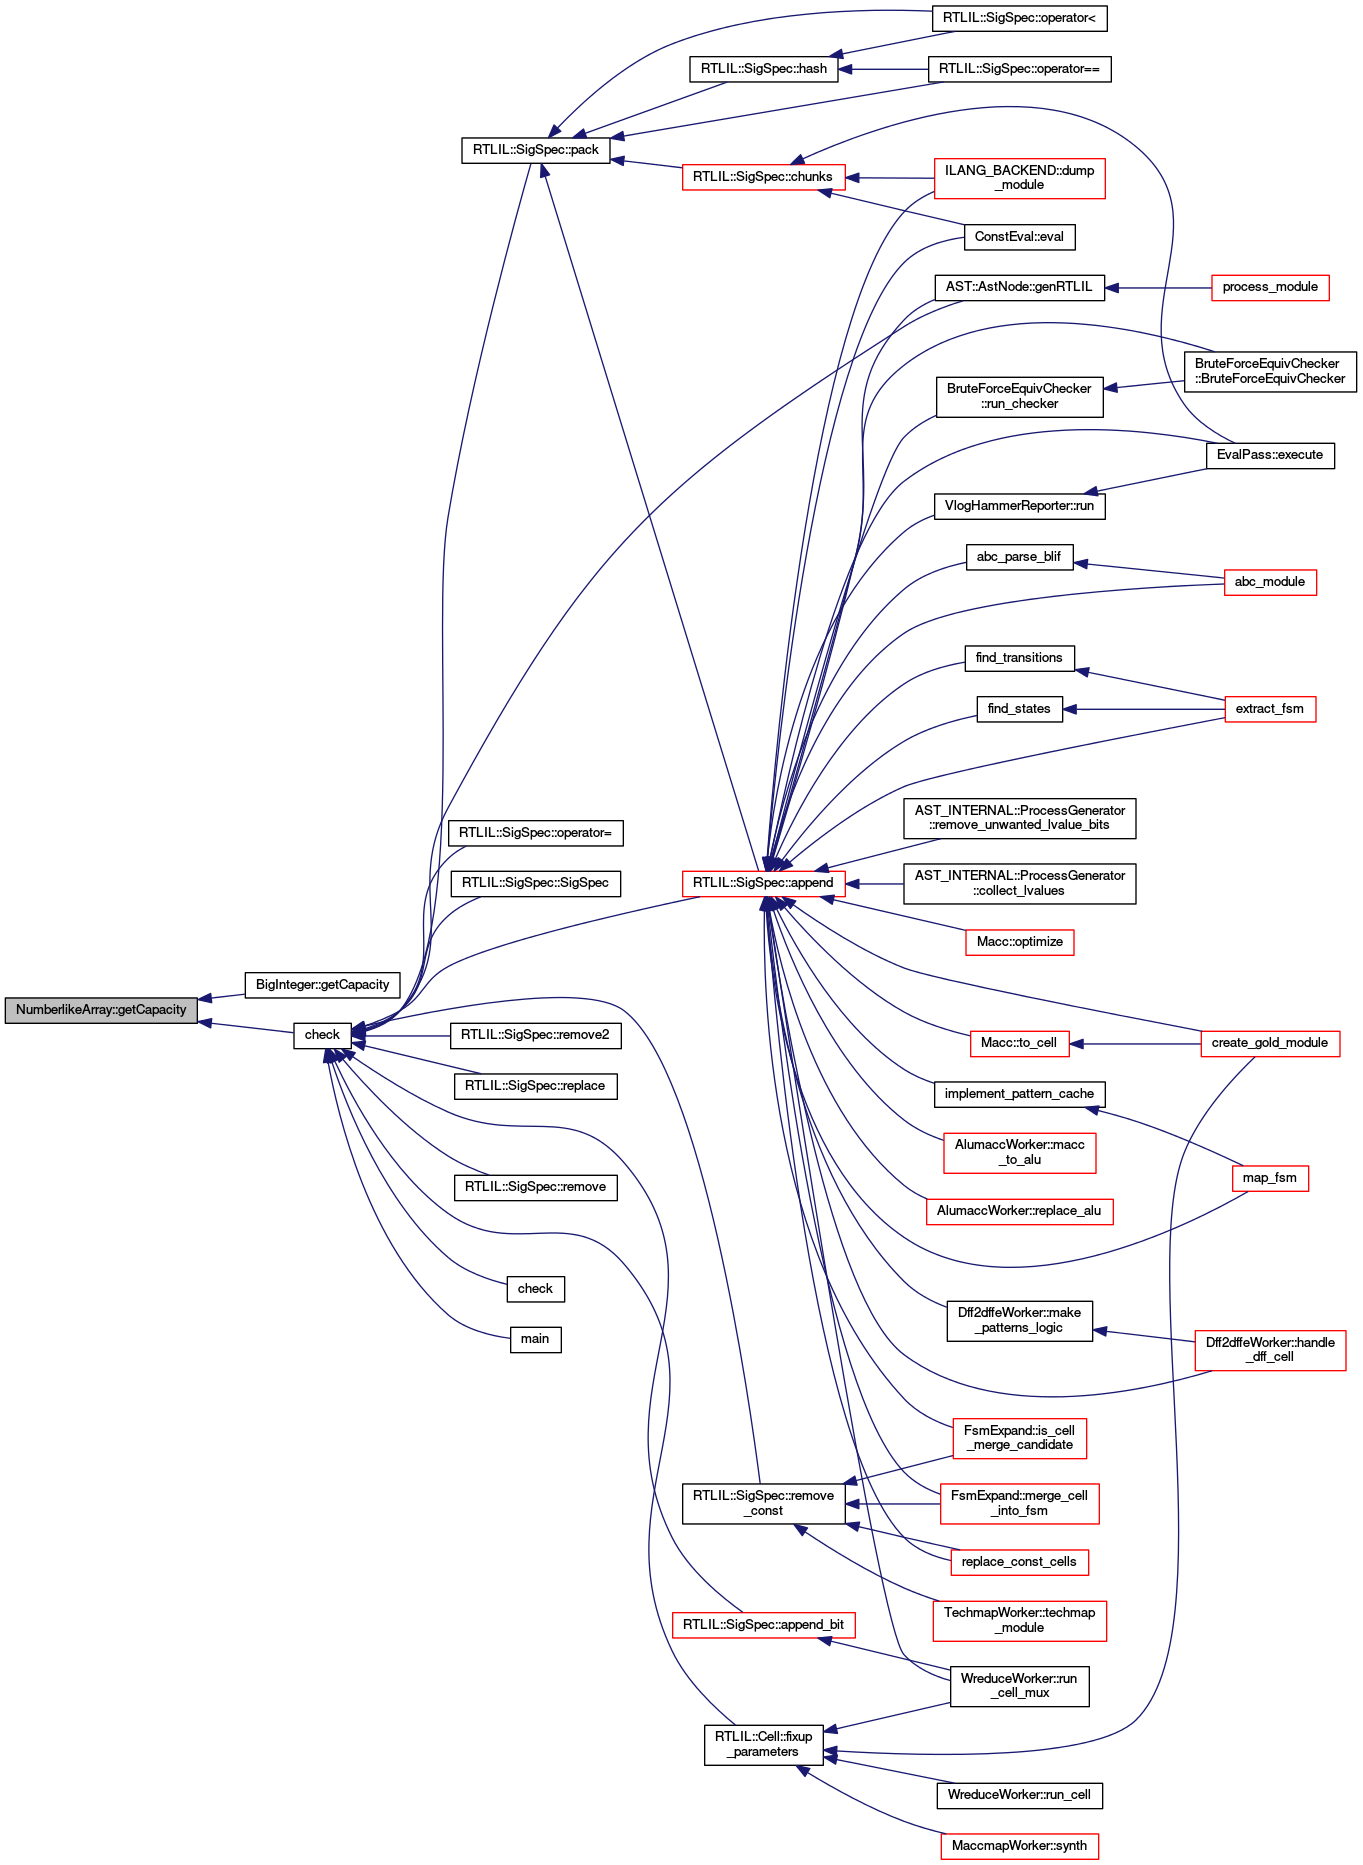 RTLIL::SigSpec::operator<
RTLIL::SigSpec::hash
RTLIL::SigSpec::operator==
RTLIL::SigSpec::pack
RTLIL::SigSpec::chunks
ILANG_BACKEND::dump
_module
ConstEval::eval
AST::AstNode::genRTLIL
process_module
BruteForceEquivChecker
::BruteForceEquivChecker
BruteForceEquivChecker
::run_checker
EvalPass::execute
VlogHammerReporter::run
abc_parse_blif
abc_module
find_transitions
find_states
extract_fsm
AST_INTERNAL::ProcessGenerator
::remove_unwanted_lvalue_bits
RTLIL::SigSpec::operator=
RTLIL::SigSpec::SigSpec
RTLIL::SigSpec::append
AST_INTERNAL::ProcessGenerator
::collect_lvalues
Macc::optimize
BigInteger::getCapacity
NumberlikeArray::getCapacity
check
RTLIL::SigSpec::remove2
Macc::to_cell
create_gold_module
RTLIL::SigSpec::replace
implement_pattern_cache
AlumaccWorker::macc
_to_alu
RTLIL::SigSpec::remove
map_fsm
AlumaccWorker::replace_alu
check
main
Dff2dffeWorker::make
_patterns_logic
Dff2dffeWorker::handle
_dff_cell
FsmExpand::is_cell
_merge_candidate
RTLIL::SigSpec::remove
_const
FsmExpand::merge_cell
_into_fsm
replace_const_cells
TechmapWorker::techmap
_module
RTLIL::SigSpec::append_bit
WreduceWorker::run
_cell_mux
RTLIL::Cell::fixup
_parameters
WreduceWorker::run_cell
MaccmapWorker::synth